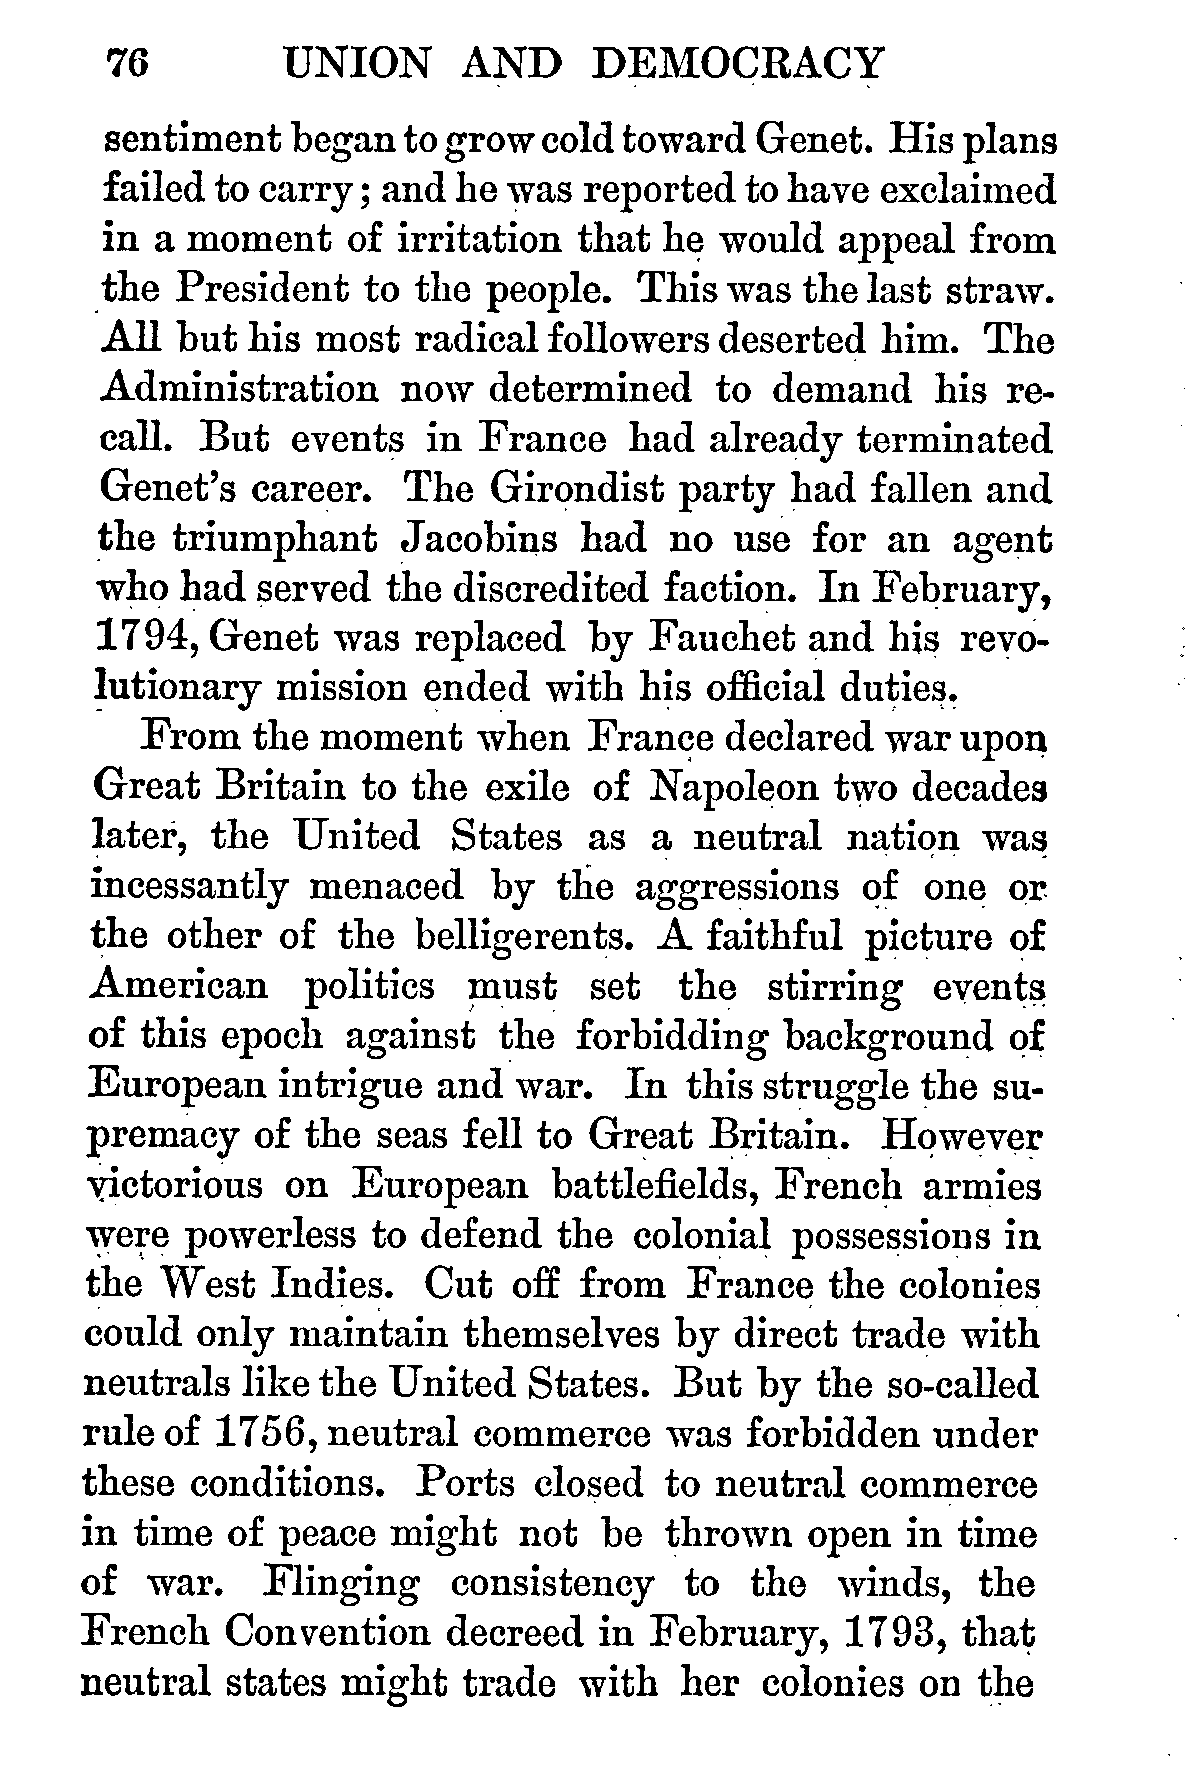 76 UNION AND DEMOCRACY
sentiment began to grow cold toward Genet. His plans
failed to carry; and he was reported to have exclaimed
in a moment of irritation that he would appeal from
the President to the people. This was the last straw.
All but his most radical followers deserted him. The
Administration now determined to demand his re-
call. But events in France had already terminated
Genet's career. The Girondist party had fallen and
the triumphant Jacobins had no use for an agent
who had served the discredited faction. In February,
1794, Genet was replaced by Fauchet and his revo-
lutionary mission ended with his official duties.
From the moment when France declared war upon
Great Britain to the exile of Napoleon two decades
later, the United States as a neutral nation was
incessantly menaced by the aggressions of one or
the other of the belligerents. A faithful picture of
American politics must set the stirring events
of this epoch against the forbidding background of
European intrigue and war. In this struggle the su-
premacy of the seas fell to Great Britain. However
victorious on European battlefields, French armies
were powerless to defend the colonial possessions in
the West Indies. Cut off from France the colonies
could only maintain themselves by direct trade with
neutrals like the United States. But by the so-called
rule of 1756, neutral commerce was forbidden under
these conditions. Ports closed to neutral commerce
in time of peace might not be thrown open in time
of war. Flinging consistency to the winds, the
French Convention decreed in February, 1793, that
neutral states might trade with her colonies on the